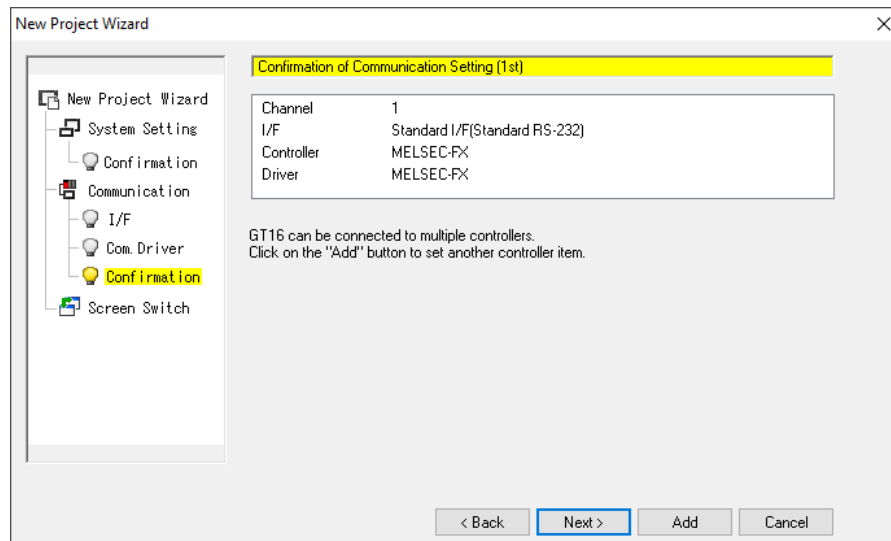 New Project Wizard
New Project Wizard
System Setting
Confirmation
Communication
I/F
Com. Driver
Confirmation
Screen Switch
Confirmation of Communication Setting (1st)
Channel 1
I/F Standard I/F(Standard RS-232)
Controller MELSEC-FX
Driver MELSEC-FX
GT16 can be connected to multiple controllers.
Click on the "Add" button to set another controller item.
< Back Next > Add Cancel